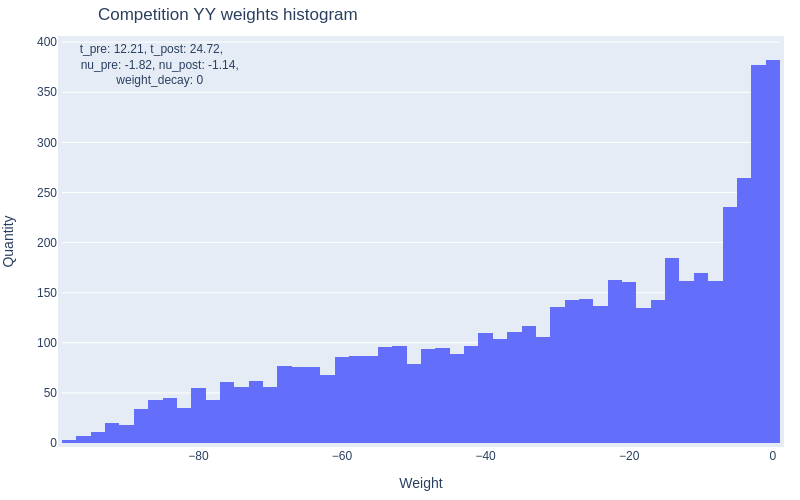 Competition YY weights histogram
t_pre: 12.21, t_post: 24.72,
nu_pre: -1.82, nu_post: -1.14,
weight_decay: 0
400
350
300
250
200
150
100
50
0
Quantity
−80
−60
−40
−20
0
Weight